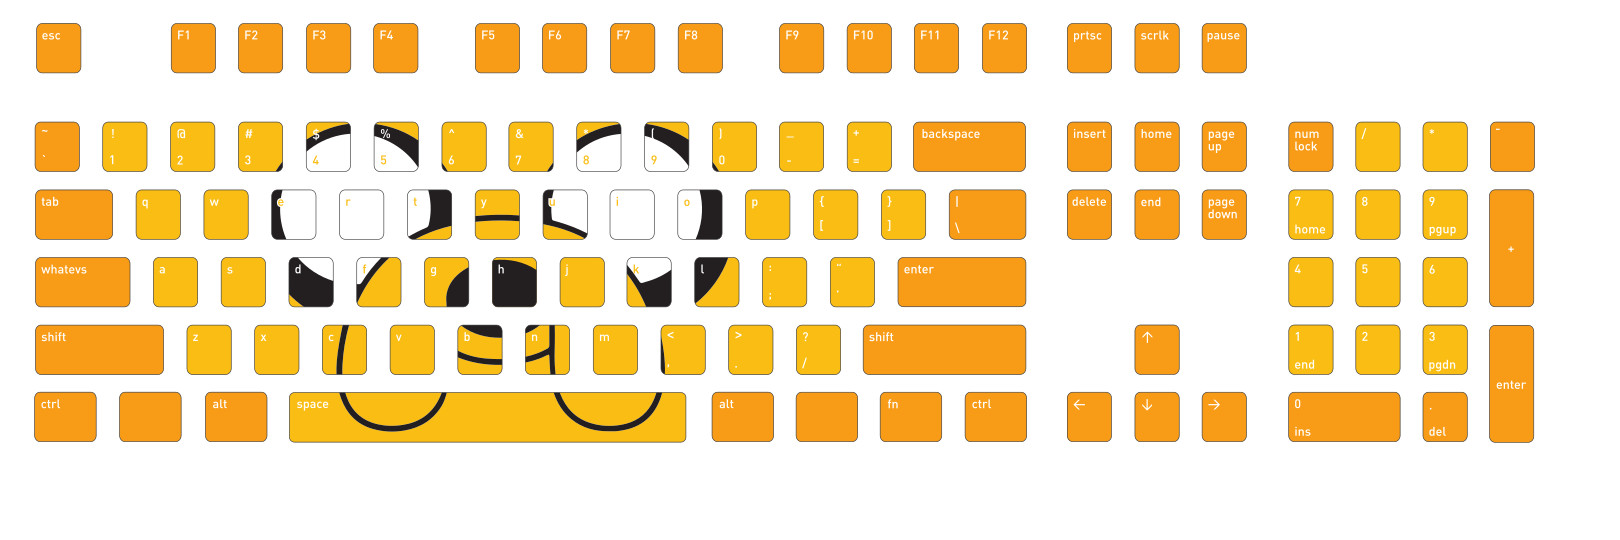 esc F1 F2 F3 F4 F5 F6 F7 F8 F9 F10 F11 F12 prtsc scrlk pause
~ ! @ # $ % ^ & * ( ) _ + backspace insert home page up num lock / * -
. 1 2 3 4 5 6 7 8 9 0 - =
tab q w e r t y u i o p { } | delete end page down 7 8 9 +
[ ] \ home pgup
whatevs a s d f g h j k l : " enter 4 5 6
; .
shift z x c v b n m < > ? shift ↑ 1 2 3 enter
, . / end pgdn
ctrl alt space alt fn ctrl ← ↓ → 0 .
ins del